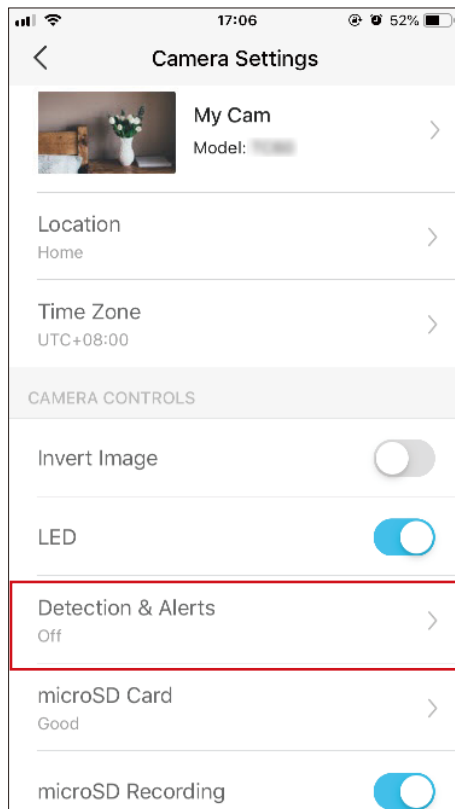 17:06
52%
Camera Settings
My Cam
Model:
Location
Home
Time Zone
UTC+08:00
CAMERA CONTROLS
Invert Image
LED
Detection & Alerts
Off
microSD Card
Good
microSD Recording